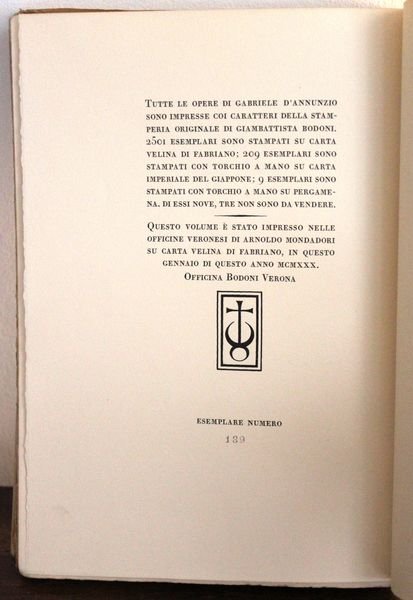 Tutte le opere di Gabriele d'Annunzio
sono impresse coi caratteri della stam-
peria originale di Giambattista Bodoni.
2501 esemplari sono stampati su carta
velina di Fabriano; 209 esemplari sono
stampati con torchio a mano su carta
imperiale del Giappone; 9 esemplari sono
stampati con torchio a mano su pergame-
na. Di essi nove, tre non sono da vendere.
Questo volume è stato impresso nelle
officine veronesi di Arnoldo Mondadori
su carta velina di Fabriano, in questo
gennaio di questo anno MCMXXX.
Officina Bodoni Verona
ESEMPLARE NUMERO
139